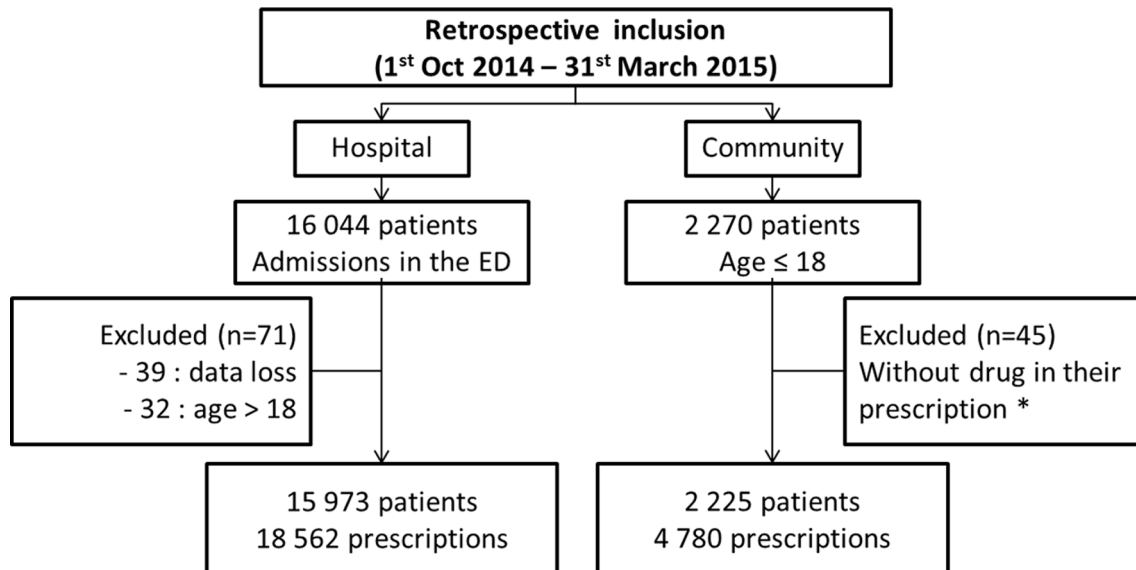 Retrospective inclusion
(1st Oct 2014 – 31st March 2015)
Hospital
Community
16 044 patients
Admissions in the ED
2 270 patients
Age ≤ 18
Excluded (n=71)
- 39 : data loss
- 32 : age > 18
Excluded (n=45)
Without drug in their
prescription *
15 973 patients
18 562 prescriptions
2 225 patients
4 780 prescriptions